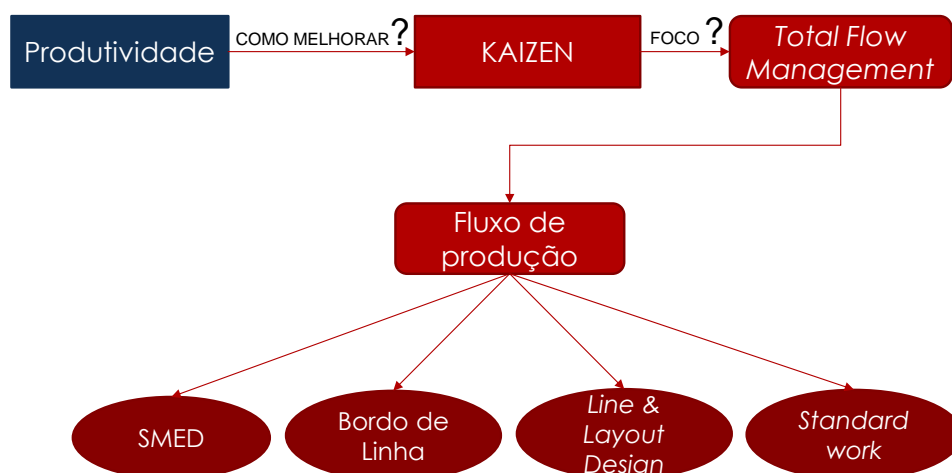 Produtividade
COMO MELHORAR ?
KAIZEN
FOCO ?
Total Flow
Management
Fluxo de
produção
SMED
Bordo de
Linha
Line &
Layout
Design
Standard
work